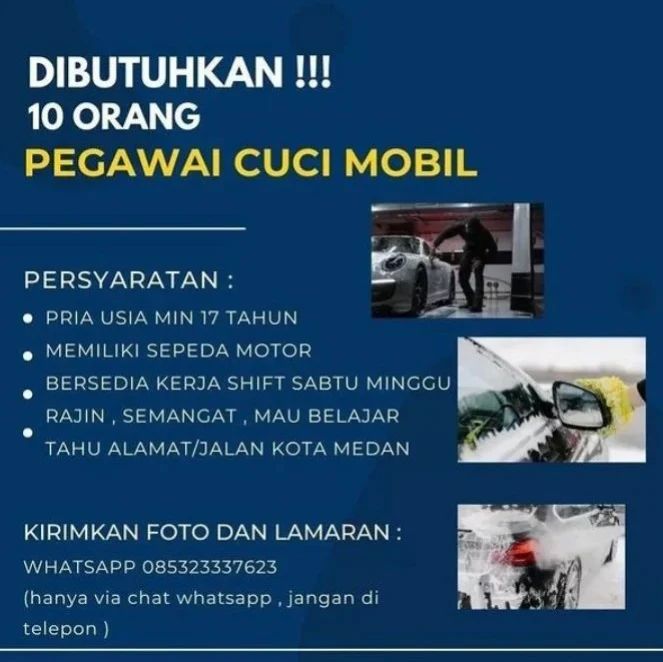 DIBUTUHKAN !!!
10 ORANG
PEGAWAI CUCI MOBIL
PERSYARATAN :
• PRIA USIA MIN 17 TAHUN
• MEMILIKI SEPEDA MOTOR
• BERSEDIA KERJA SHIFT SABTU MINGGU
• RAJIN , SEMANGAT , MAU BELAJAR
TAHU ALAMAT/JALAN KOTA MEDAN
KIRIMKAN FOTO DAN LAMARAN :
WHATSAPP 085323337623
(hanya via chat whatsapp , jangan di
telepon )